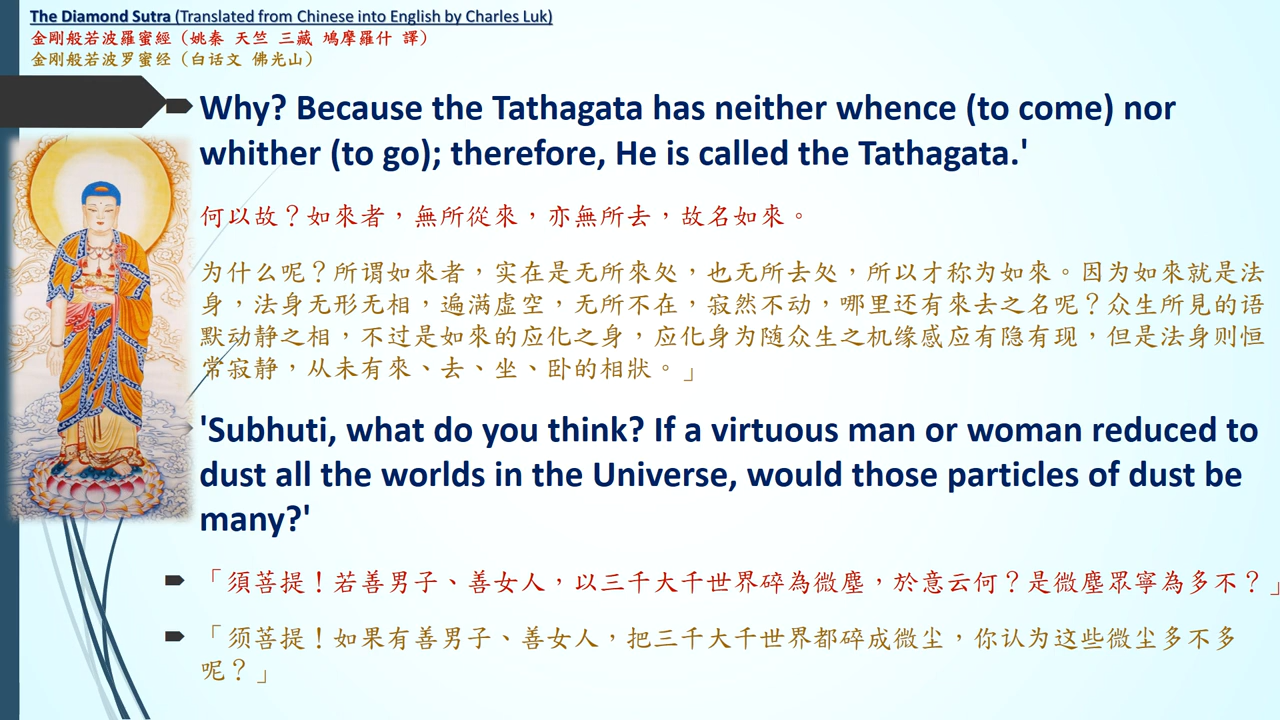 The Diamond Sutra (Translated from Chinese into English by Charles Luk)
金剛般若波羅蜜經（姚秦 天竺 三藏 鳩摩羅什 譯）
金剛般若波罗蜜经（白话文 佛光山）
Why? Because the Tathagata has neither whence (to come) nor
whither (to go); therefore, He is called the Tathagata.'
何以故？如來者，無所從來，亦無所去，故名如來。
为什么呢？所谓如來者，实在是无所來处，也无所去处，所以才称为如來。因为如來就是法
身，法身无形无相，遍满虚空，无所不在，寂然不动，哪里还有來去之名呢？众生所見的语
默动静之相，不过是如來的应化之身，应化身为随众生之机缘感应有隐有现，但是法身则恒
常寂静，从未有來、去、坐、卧的相狀。」
'Subhuti, what do you think? If a virtuous man or woman reduced to
dust all the worlds in the Universe, would those particles of dust be
many?'
「須菩提！若善男子、善女人，以三千大千世界碎為微塵，於意云何？是微塵眾寧為多不？」
「须菩提！如果有善男子、善女人，把三千大千世界都碎成微尘，你认为这些微尘多不多
呢？」